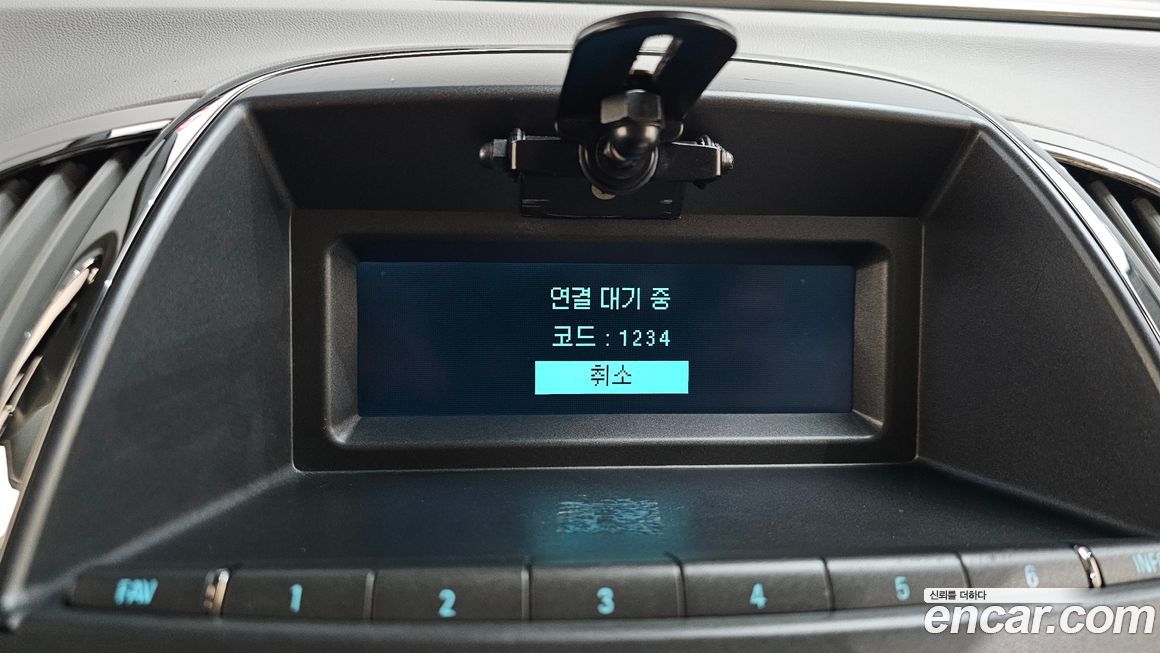 연결 대기 중
코드 : 1234
취소
FAV 1 2 3 4 5 6 INFO
신뢰를 더하다
encar.com